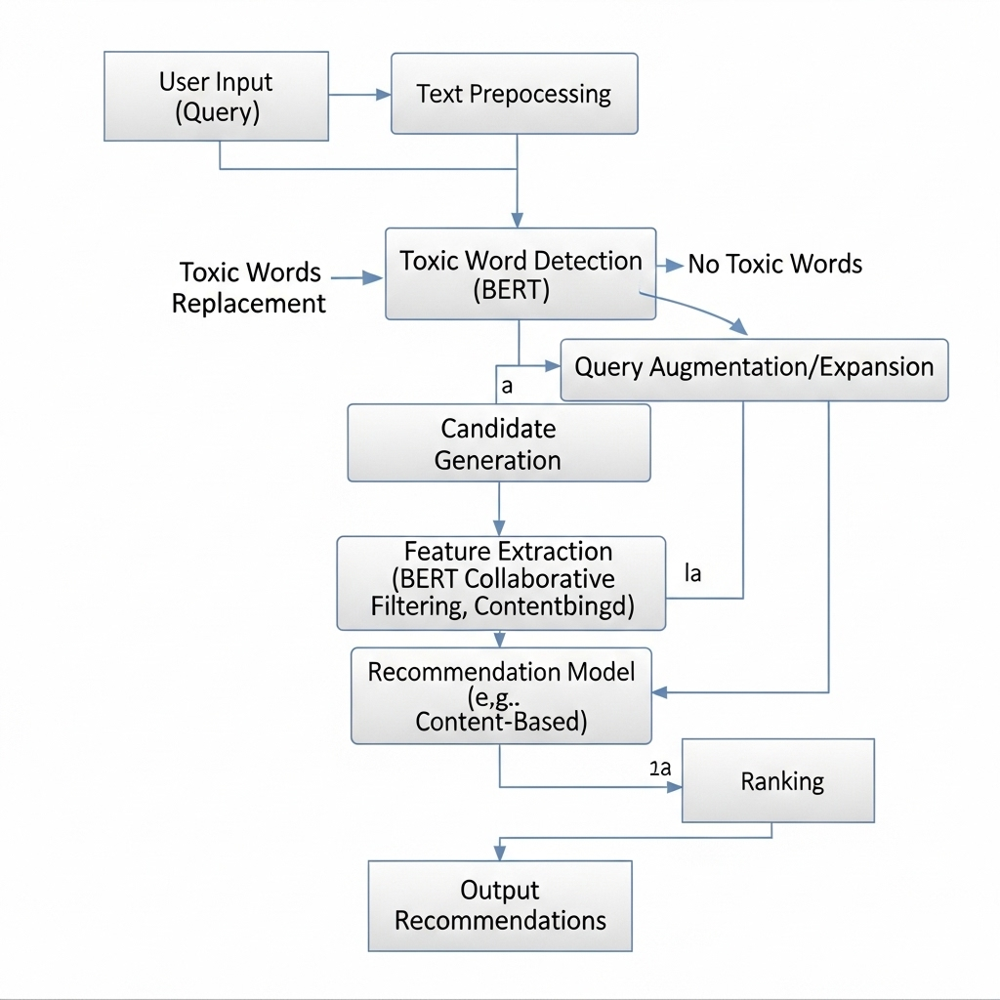 User Input
(Query)
Text Prepocessing
Toxic Words
Replacement
Toxic Word Detection
(BERT)
No Toxic Words
Query Augmentation/Expansion
a
Candidate
Generation
Feature Extraction
(BERT Collaborative
Filtering, Contentbingd)
la
Recommendation Model
(e,g..
Content-Based)
1a
Ranking
Output
Recommendations